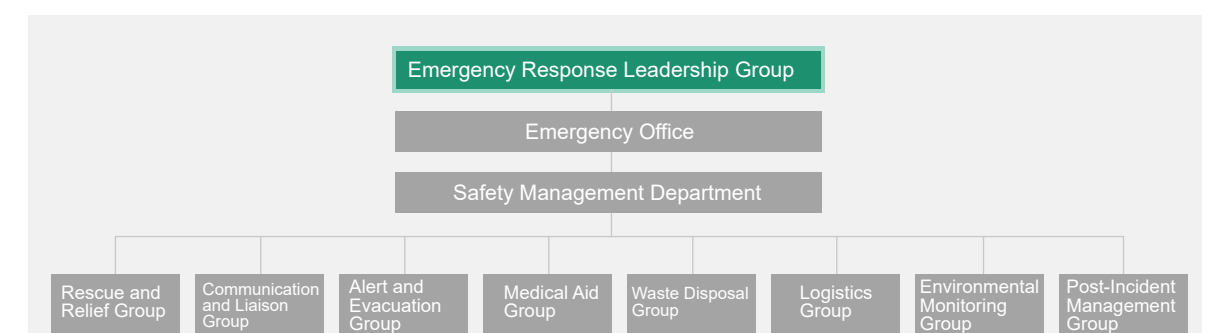 Emergency Response Leadership Group
Emergency Office
Safety Management Department
Rescue and
Relief Group
Communication
and Liaison
Group
Alert and
Evacuation
Group
Medical Aid
Group
Waste Disposal
Group
Logistics
Group
Environmental
Monitoring
Group
Post-Incident
Management
Group